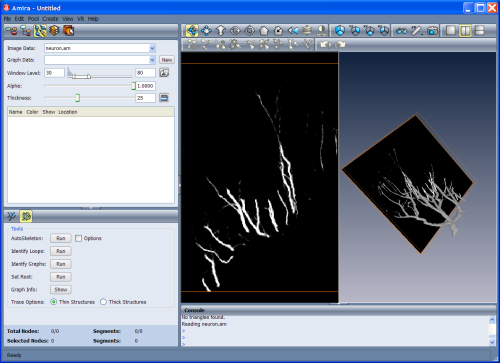 Amira - Untitled
File Edit Pool Create View VR Help
Image Data: neuron.am
Graph Data: New
Window Level: 30 80
Alpha: 1.0000
Thickness: 25
Name Color Show Location
Tools
AutoSkeleton: Run Options
Identify Loops: Run
Identify Graphs: Run
Set Root: Run
Graph Info: Show
Trace Options: Thin Structures Thick Structures
Total Nodes: 0/0 Segments: 0/0
Selected Nodes: 0 Segments: 0
Console
No triangles found.
Reading neuron.am
>
>
>
Ready